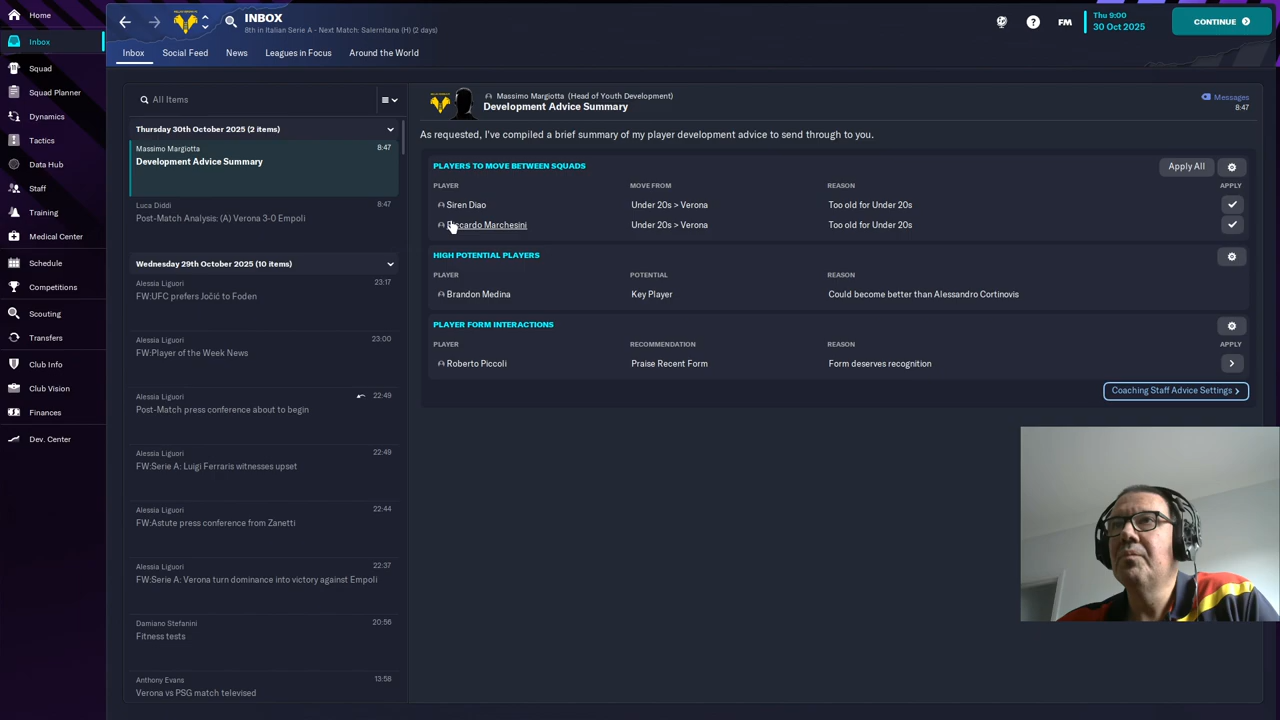 Home
Inbox
Squad
Squad Planner
Dynamics
Tactics
Data Hub
Staff
Training
Medical Center
Schedule
Competitions
Scouting
Transfers
Club Info
Club Vision
Finances
Dev. Center
INBOX
8th in Italian Serie A - Next Match: Salernitana (H) (2 days)
FM
Thu 9:00
30 Oct 2025
CONTINUE
Inbox
Social Feed
News
Leagues in Focus
Around the World
All Items
Thursday 30th October 2025 (2 items)
Massimo Margiotta 8:47
Development Advice Summary
Luca Diddi 8:47
Post-Match Analysis: (A) Verona 3-0 Empoli
Wednesday 29th October 2025 (10 items)
Alessia Liguori 23:17
FW:UFC prefers Jočić to Foden
Alessia Liguori 23:00
FW:Player of the Week News
Alessia Liguori 22:49
Post-Match press conference about to begin
Alessia Liguori 22:49
FW:Serie A: Luigi Ferraris witnesses upset
Alessia Liguori 22:44
FW:Astute press conference from Zanetti
Alessia Liguori 22:37
FW:Serie A: Verona turn dominance into victory against Empoli
Damiano Stefanini 20:56
Fitness tests
Anthony Evans 13:58
Verona vs PSG match televised
Massimo Margiotta (Head of Youth Development)
Development Advice Summary
Messages
8:47
As requested, I've compiled a brief summary of my player development advice to send through to you.
PLAYERS TO MOVE BETWEEN SQUADS
Apply All
PLAYER MOVE FROM REASON APPLY
Siren Diao Under 20s > Verona Too old for Under 20s
Marchesini Under 20s > Verona Too old for Under 20s
HIGH POTENTIAL PLAYERS
PLAYER POTENTIAL REASON
Brandon Medina Key Player Could become better than Alessandro Cortinovis
PLAYER FORM INTERACTIONS
PLAYER RECOMMENDATION REASON APPLY
Roberto Piccoli Praise Recent Form Form deserves recognition
Coaching Staff Advice Settings >